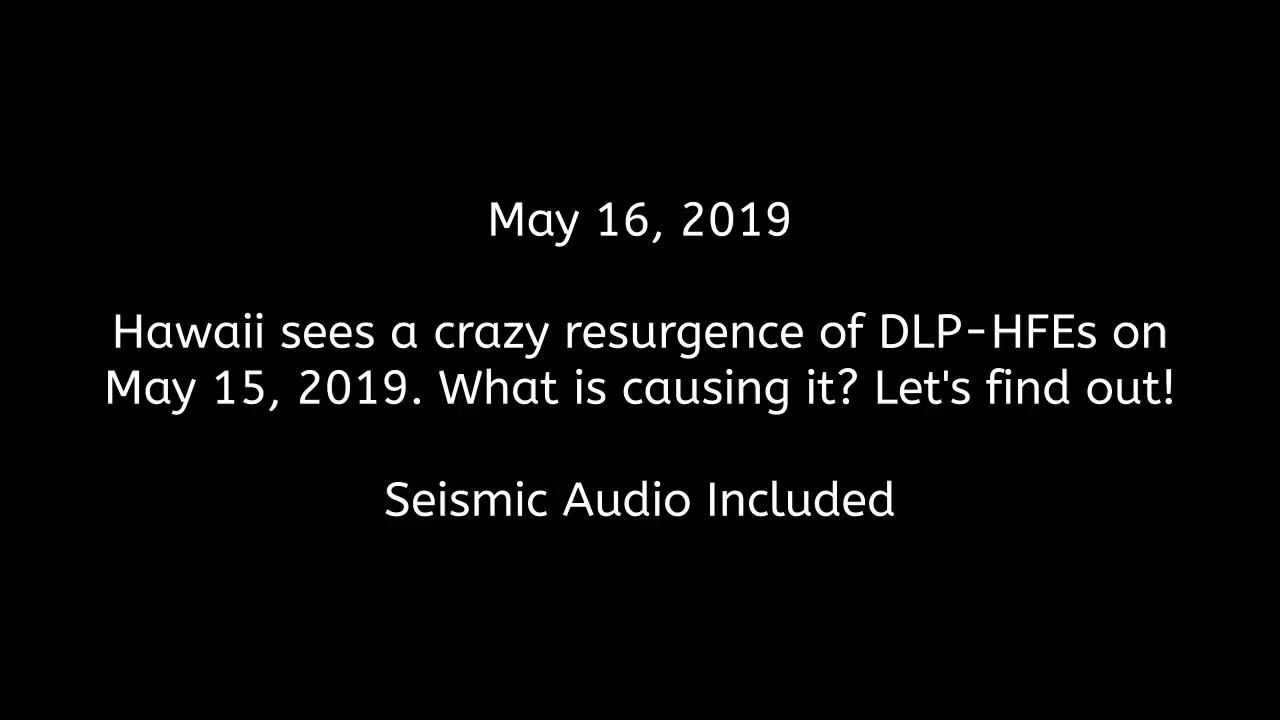 May 16, 2019
Hawaii sees a crazy resurgence of DLP-HFEs on
May 15, 2019. What is causing it? Let's find out!
Seismic Audio Included